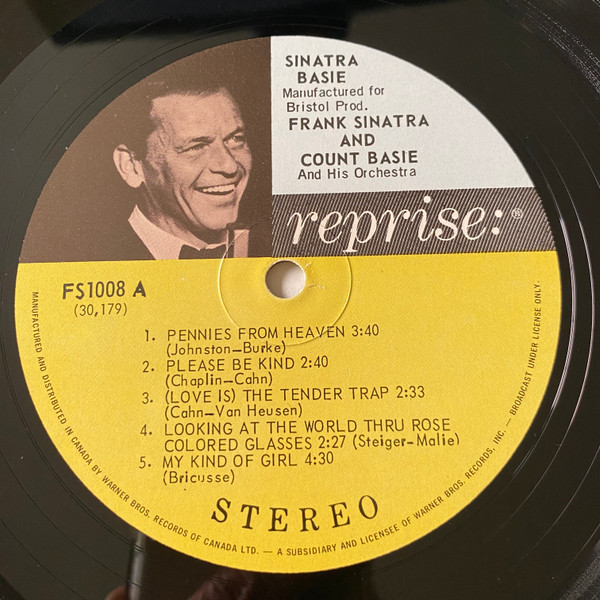 SINATRA
BASIE
Manufactured for
Bristol Prod.
FRANK SINATRA
AND
COUNT BASIE
And His Orchestra
reprise:®
FS1008 A
(30,179)
1. PENNIES FROM HEAVEN 3:40
(Johnston—Burke)
2. PLEASE BE KIND 2:40
(Chaplin—Cahn)
3. (LOVE IS) THE TENDER TRAP 2:33
(Cahn—Van Heusen)
4. LOOKING AT THE WORLD THRU ROSE
COLORED GLASSES 2:27 (Steiger—Malie)
5. MY KIND OF GIRL 4:30
(Bricusse)
STEREO
MANUFACTURED AND DISTRIBUTED IN CANADA BY WARNER BROS. RECORDS OF CANADA LTD. — A SUBSIDIARY AND LICENSEE OF WARNER BROS. RECORDS, INC. — BROADCAST UNDER LICENSE ONLY.